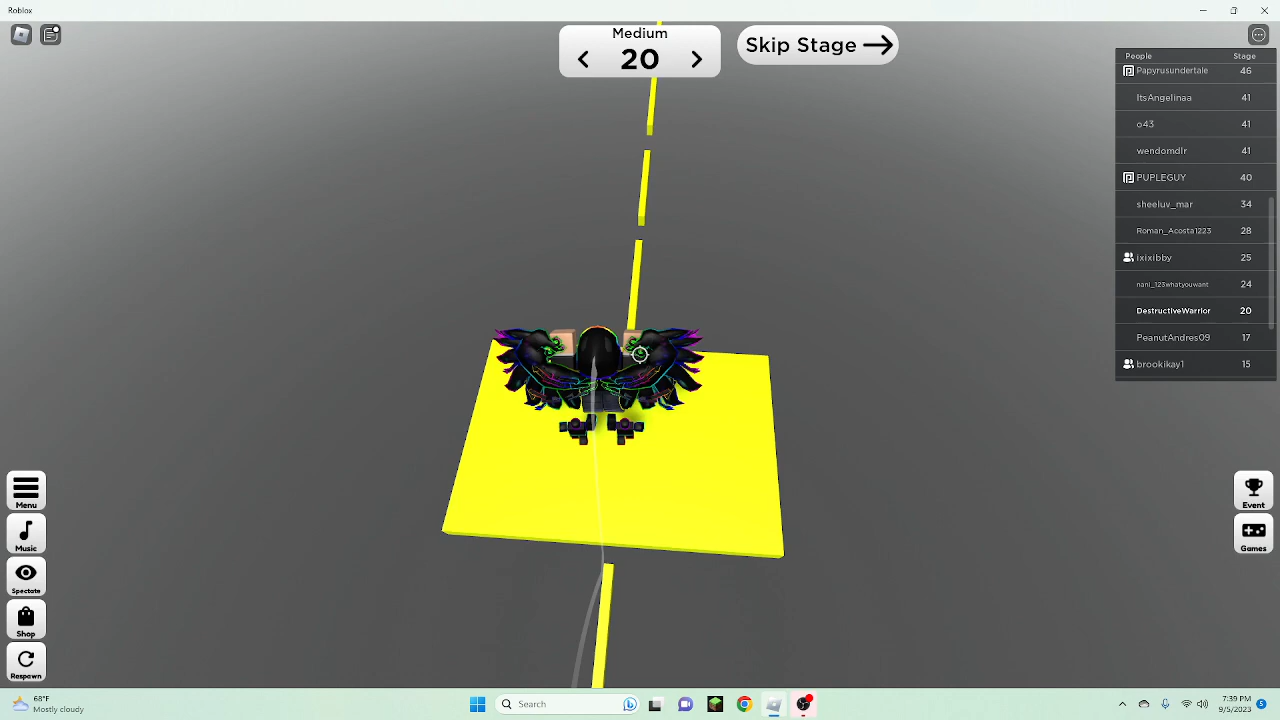 Roblox
Medium
20
Skip Stage
People Stage
Papyrusundertale 46
ItsAngelinaa 41
o43 41
wendomdlr 41
PUPLEGUY 40
sheeluv_mar 34
Roman_Acosta1223 28
ixixibby 25
nani_123whatyouwant 24
DestructiveWarrior 20
PeanutAndres09 17
brookikay1 15
Menu
Music
Spectate
Shop
Respawn
Event
Games
68°F
Mostly cloudy
Search
7:39 PM
9/5/2023
5